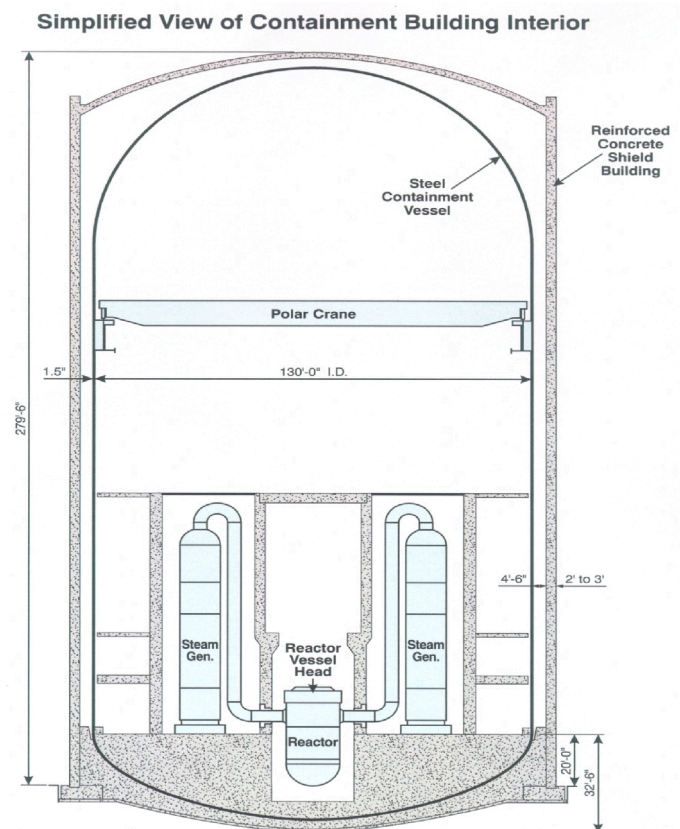 Simplified View of Containment Building Interior
Reinforced
Concrete
Shield
Building
Steel
Containment
Vessel
Polar Crane
1.5"
130'-0" I.D.
279'-6"
4'-6"
2' to 3'
Steam
Gen.
Reactor
Vessel
Head
Steam
Gen.
Reactor
20'-0"
32'-6"